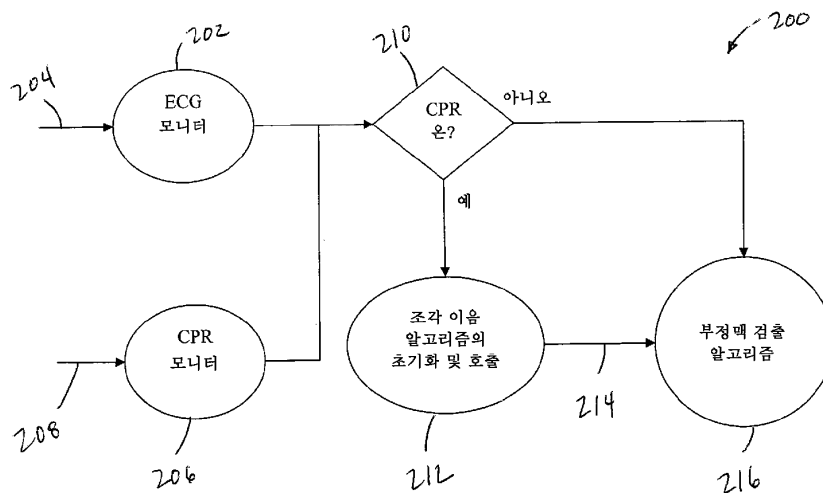 200
202
204
210
ECG
모니터
CPR
온?
아니오
예
CPR
모니터
조각 이음
알고리즘의
초기화 및 호출
부정맥 검출
알고리즘
208
206
212
214
216